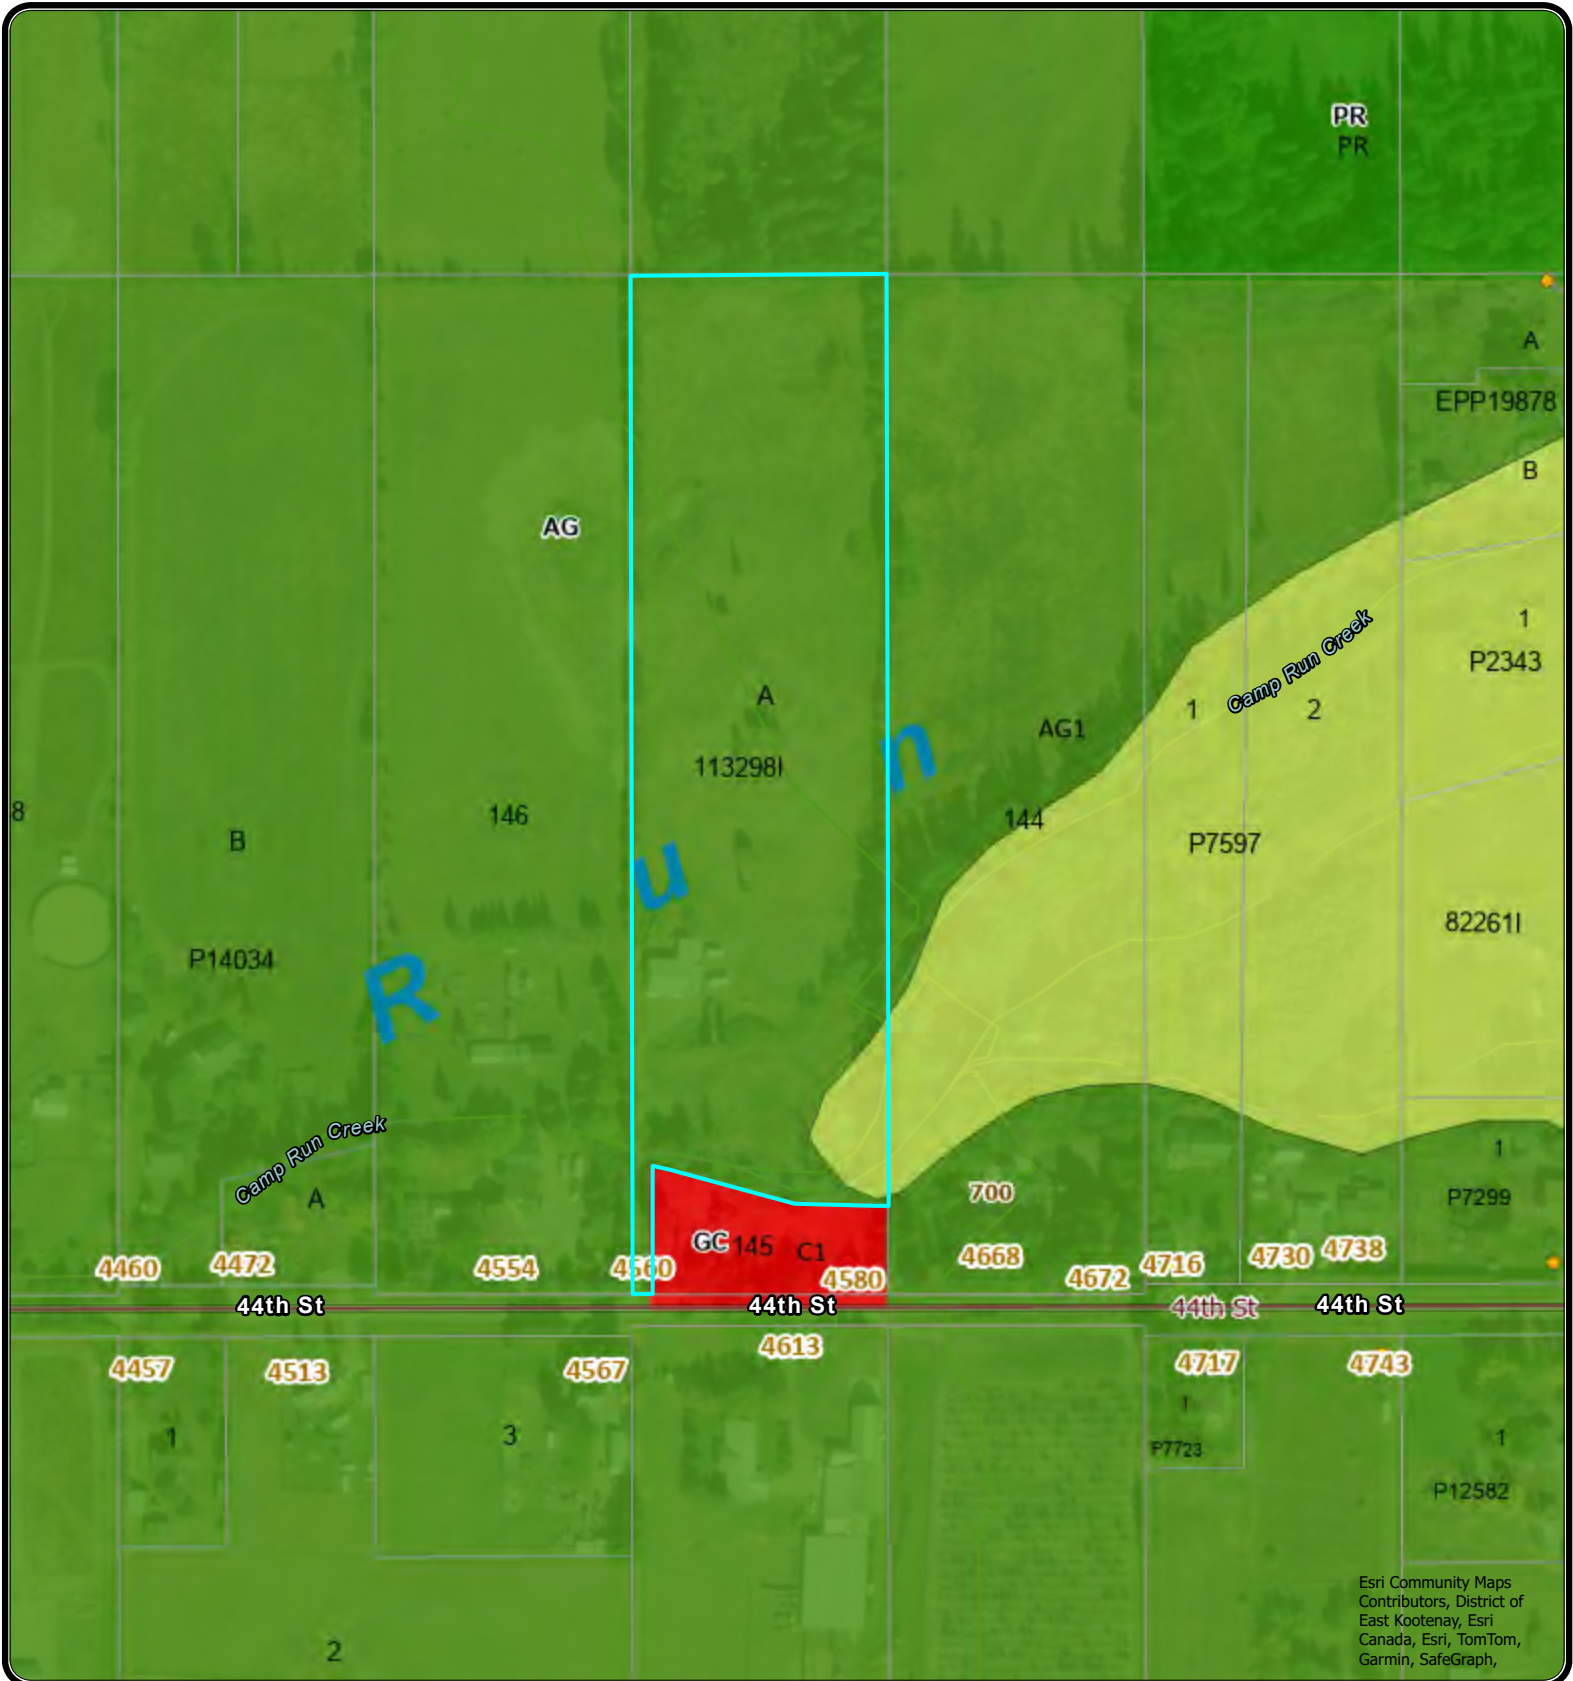 PR
PR
A
EPP19878
B
AG
1
P2343
Camp Run Creek
A
1
2
n
AG1
113298I
8
146
144
B
P7597
u
82261I
P14034
R
Camp Run Creek
1
A
700
P7299
GC 145 C1
4460
4472
4554
4560
4580
4668
4672
4716
4730
4738
44th St
44th St
44th St
44th St
4613
4457
4513
4567
4717
4743
1
3
1
P7723
1
P12582
2
Esri Community Maps
Contributors, District of
East Kootenay, Esri
Canada, Esri, TomTom,
Garmin, SafeGraph,